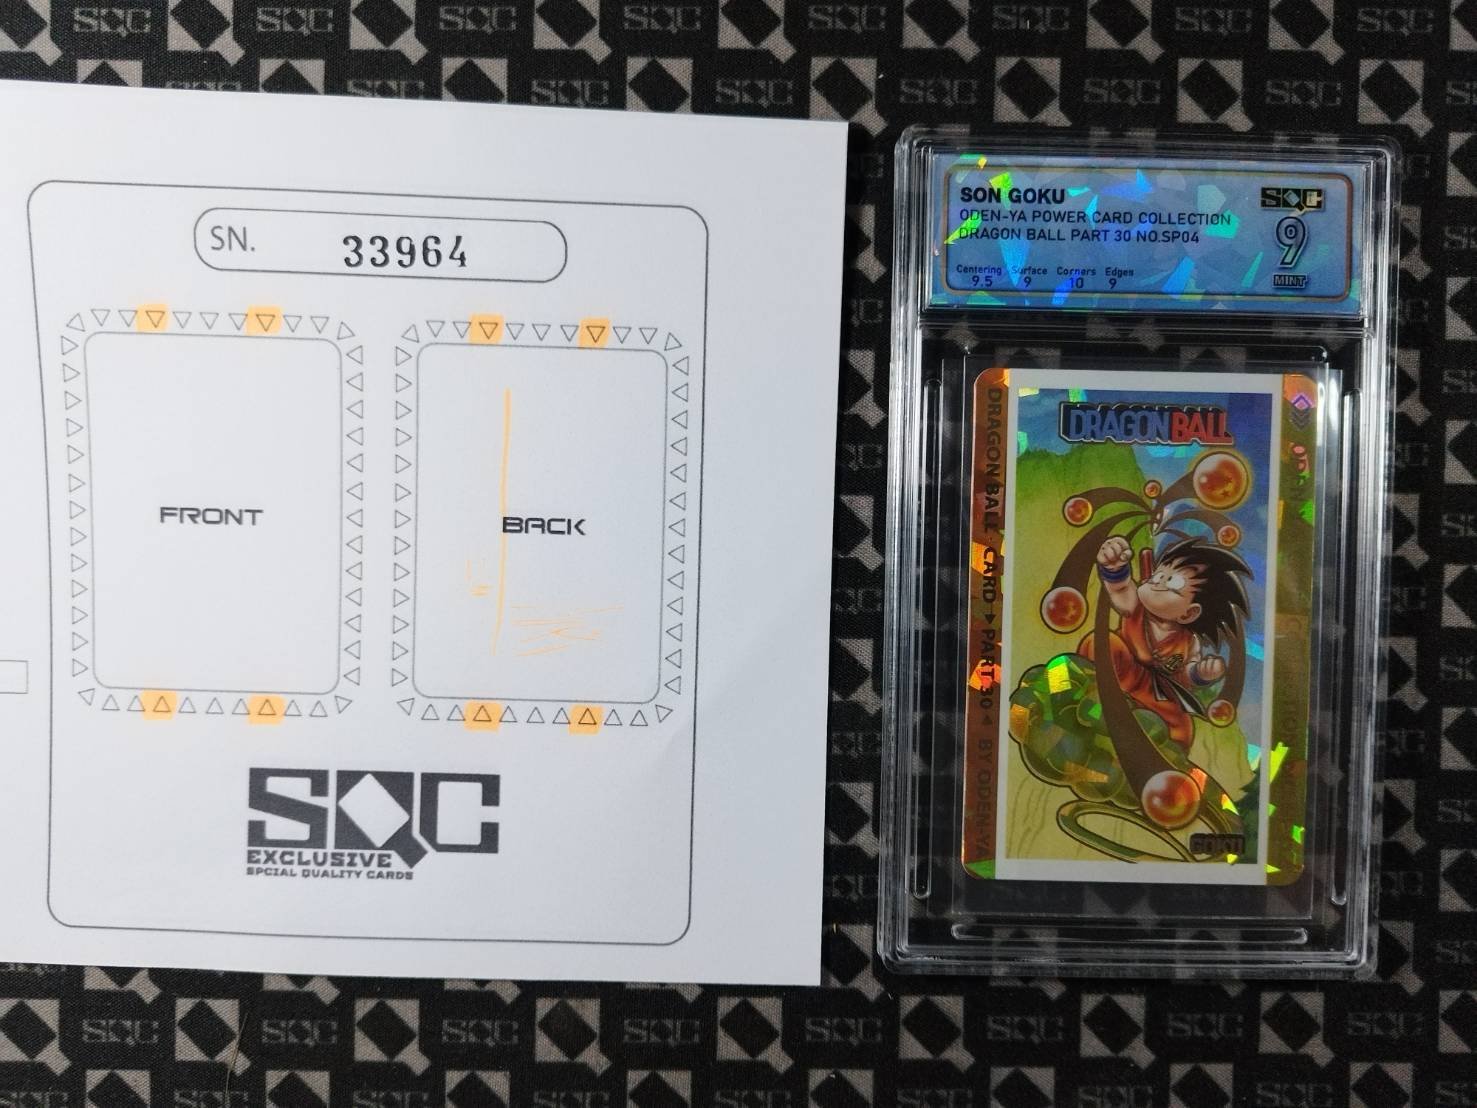 SN. 33964
FRONT
BACK
SQC
EXCLUSIVE
SPCIAL QUALITY CARDS
SON GOKU
ODEN-YA POWER CARD COLLECTION
DRAGON BALL PART 30 NO.SP04
Centering Surface Corners Edges
9.5 9 10 9
SQC
9
MINT
DRAGON BALL
DRAGON BALL CARD PART 30 BY ODEN-YA
GOKU